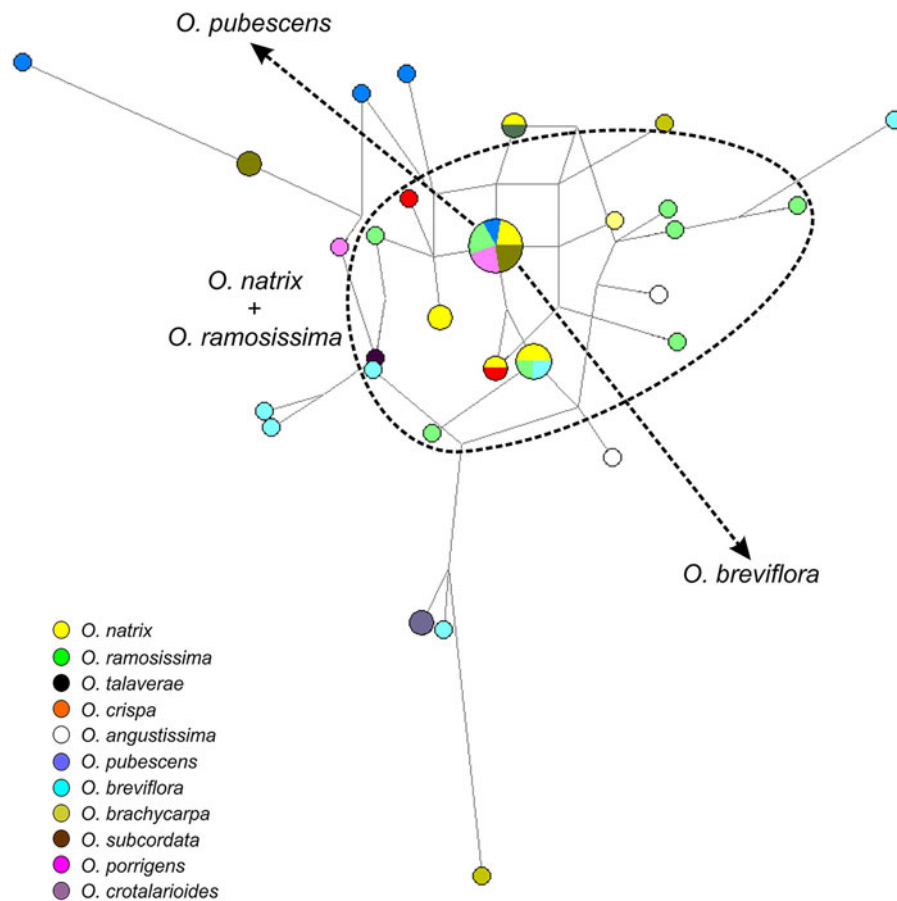 O. pubescens
O. natrix
+
O. ramosissima
O. breviflora
O. natrix
O. ramosissima
O. talaverae
O. crispa
O. angustissima
O. pubescens
O. breviflora
O. brachycarpa
O. subcordata
O. porrigens
O. crotalarioides